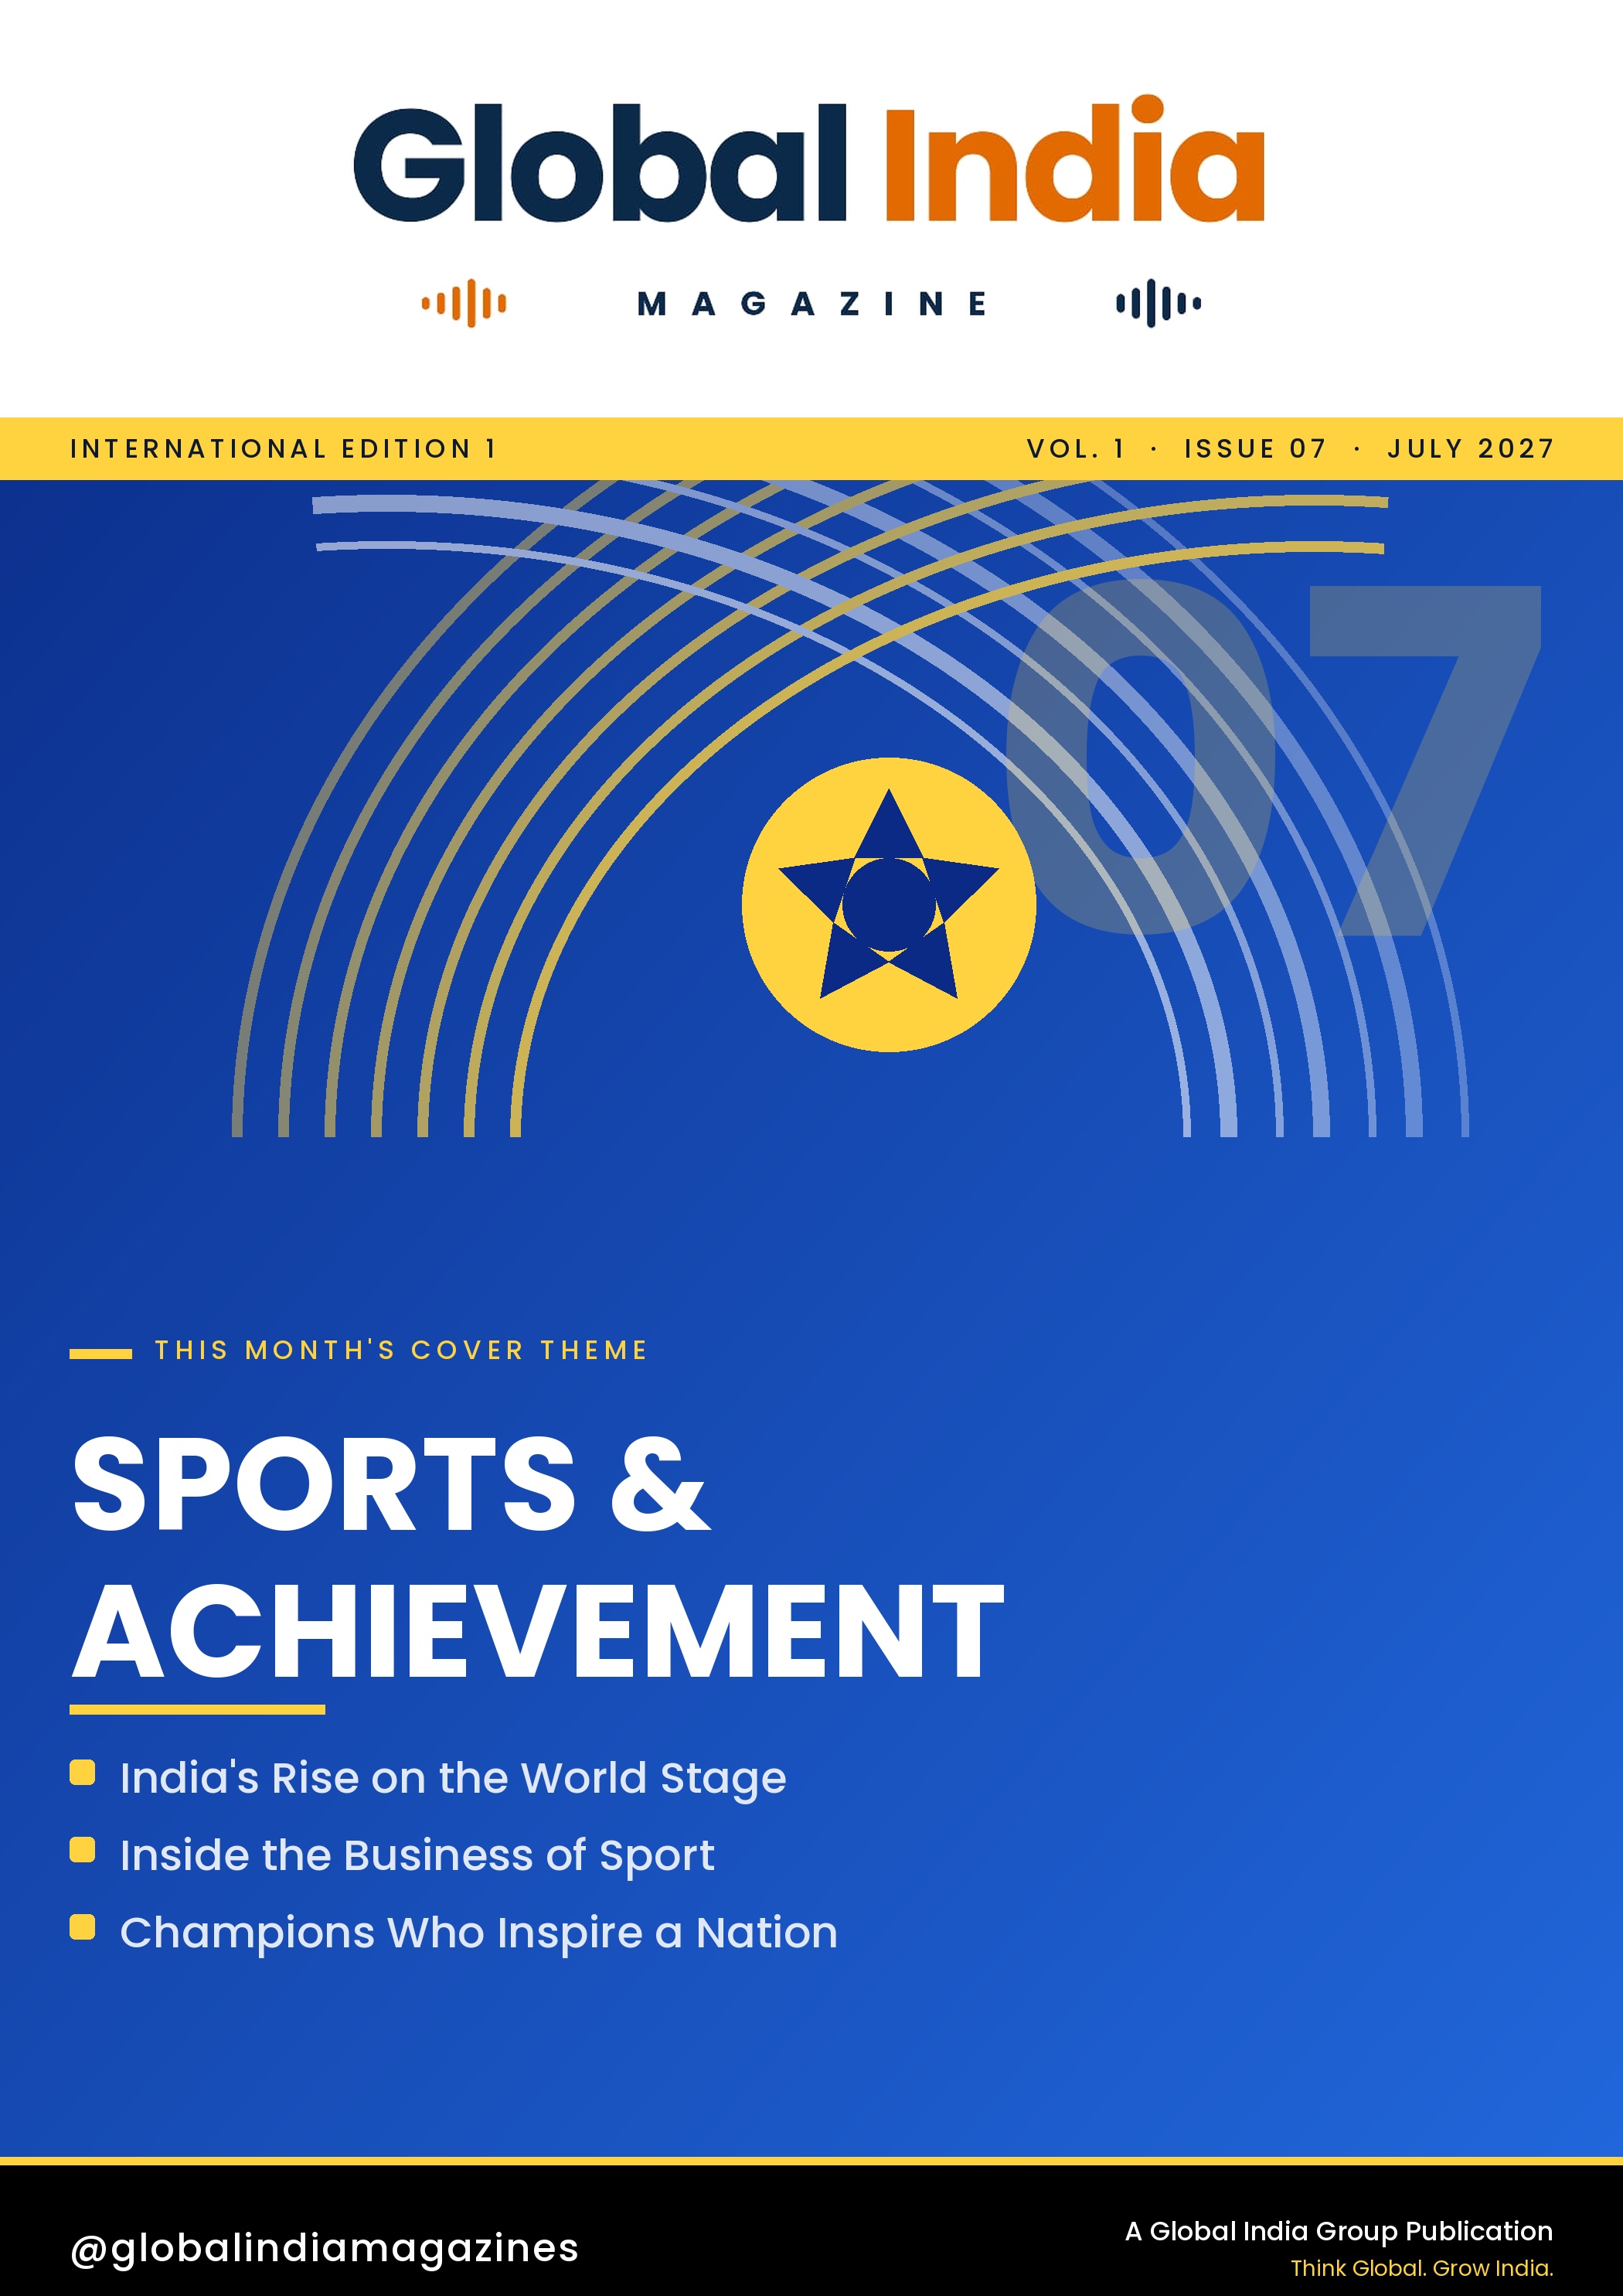 Global India
MAGAZINE
INTERNATIONAL EDITION 1
VOL. 1 · ISSUE 07 · JULY 2027
07
THIS MONTH'S COVER THEME
SPORTS &
ACHIEVEMENT
India's Rise on the World Stage
Inside the Business of Sport
Champions Who Inspire a Nation
@globalindiamagazines
A Global India Group Publication
Think Global. Grow India.